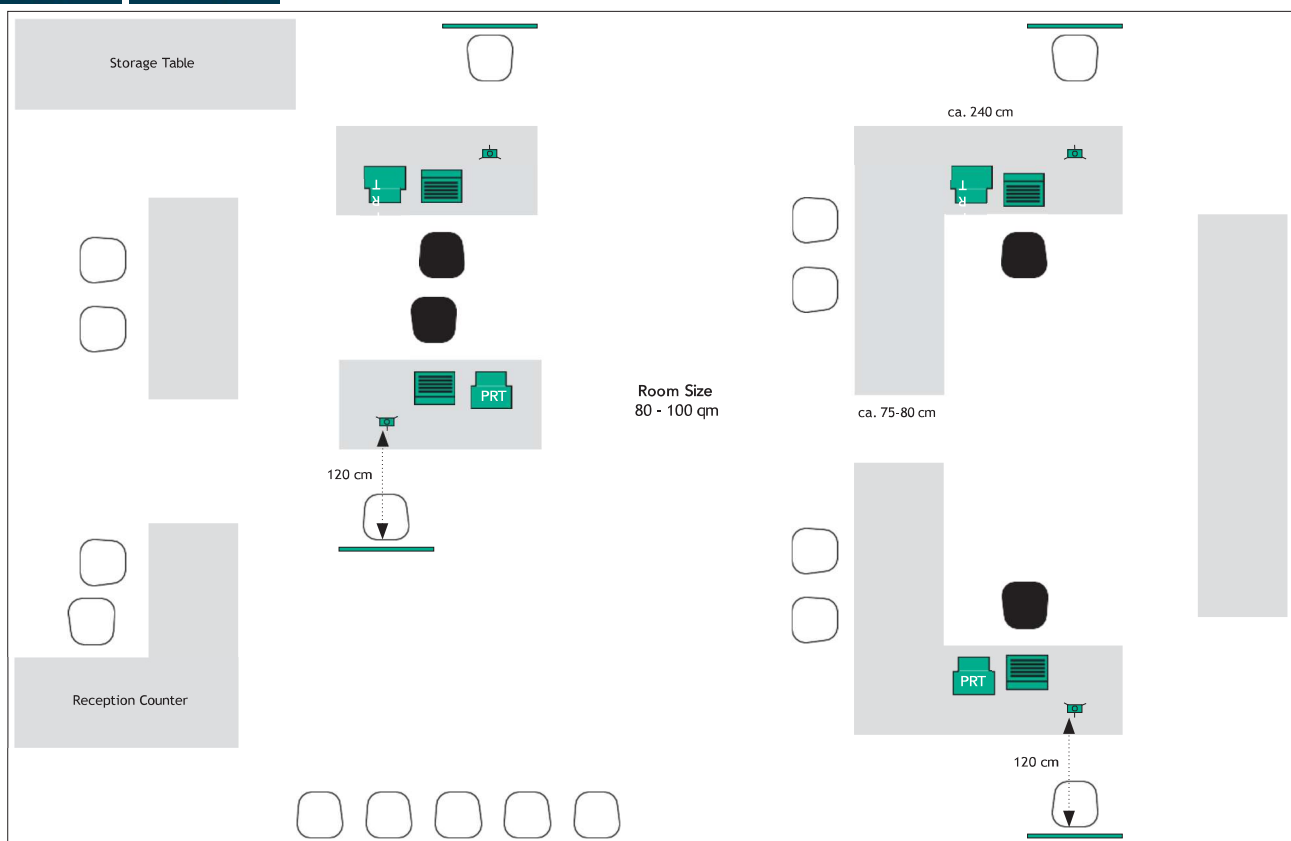 Storage Table
ca. 240 cm
Room Size
80 - 100 qm
PRT
ca. 75-80 cm
120 cm
PRT
Reception Counter
120 cm